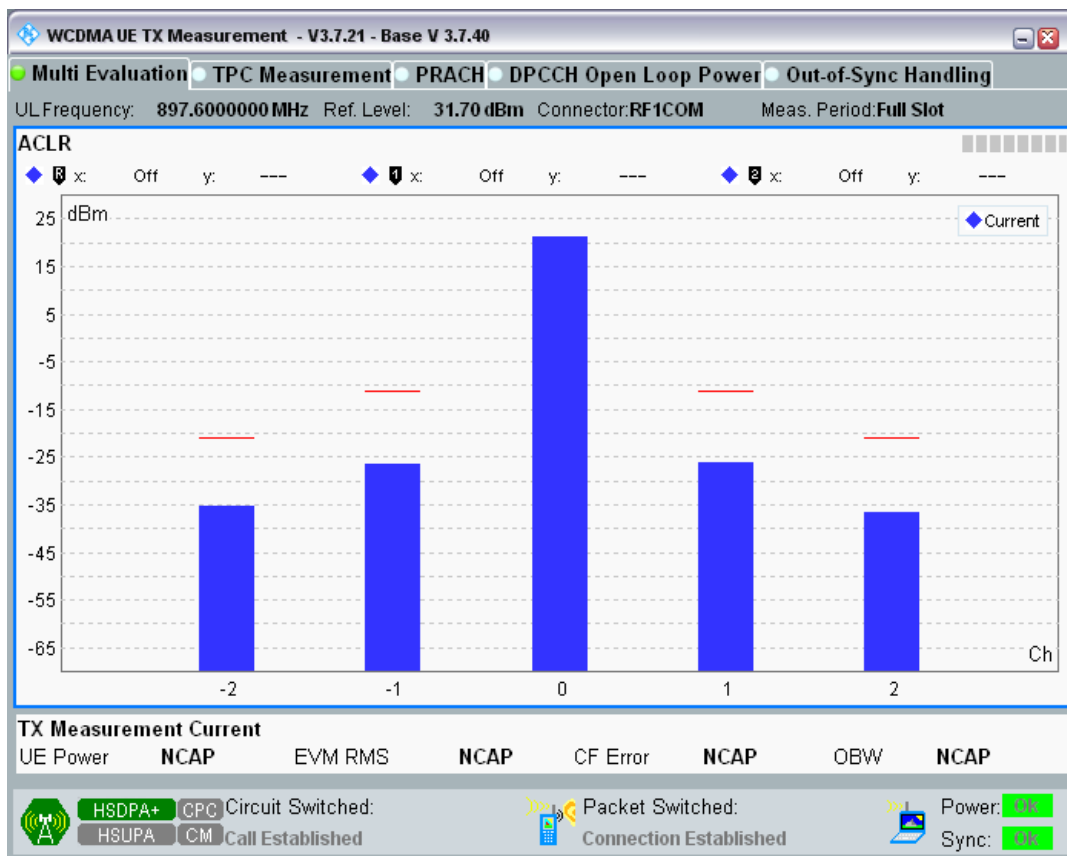 WCDMA UE TX Measurement - V3.7.21 - Base V 3.7.40
Multi Evaluation TPC Measurement PRACH DPCCH Open Loop Power Out-of-Sync Handling
UL Frequency: 897.6000000 MHz Ref. Level: 31.70 dBm Connector:RF1COM Meas. Period:Full Slot
ACLR
R x: Off y: --- 1 x: Off y: --- 2 x: Off y: ---
dBm
Current
25
15
5
-5
-15
-25
-35
-45
-55
-65
Ch
-2 -1 0 1 2
TX Measurement Current
UE Power NCAP EVM RMS NCAP CF Error NCAP OBW NCAP
HSDPA+ CPC Circuit Switched: Packet Switched: Power: Ok
HSUPA CM Call Established Connection Established Sync: Ok